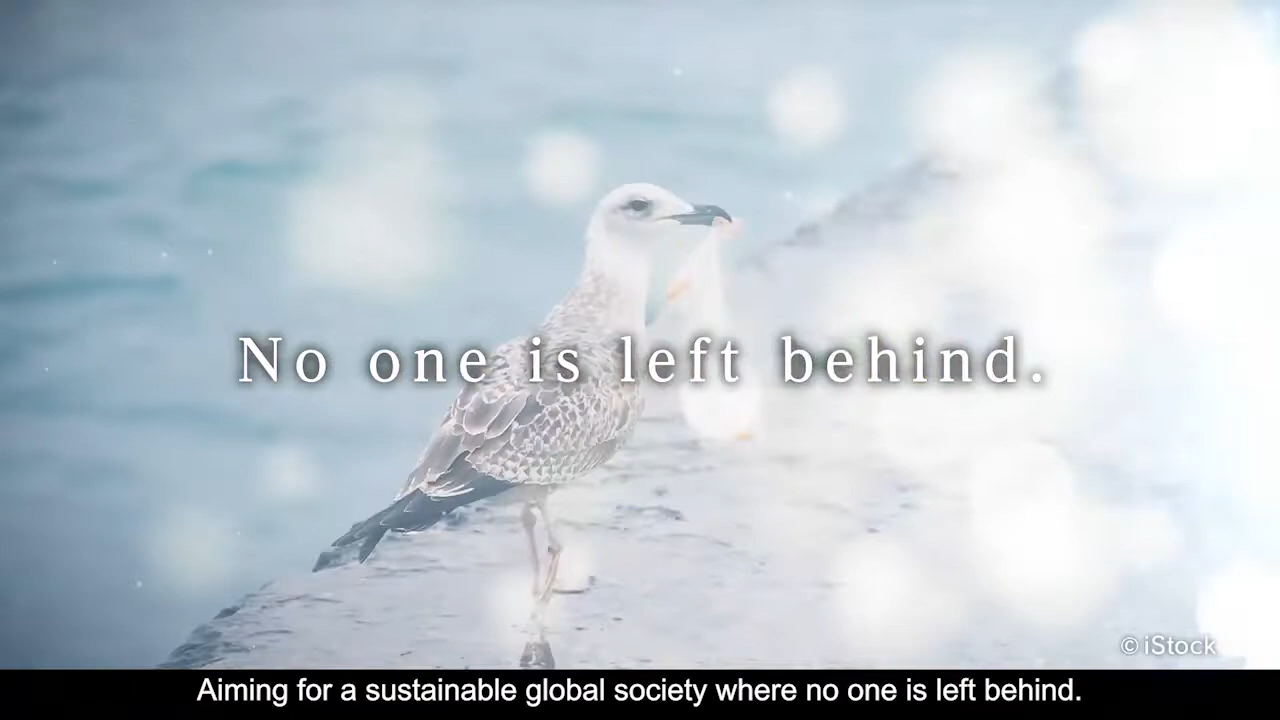 No one is left behind.
© iStock
Aiming for a sustainable global society where no one is left behind.